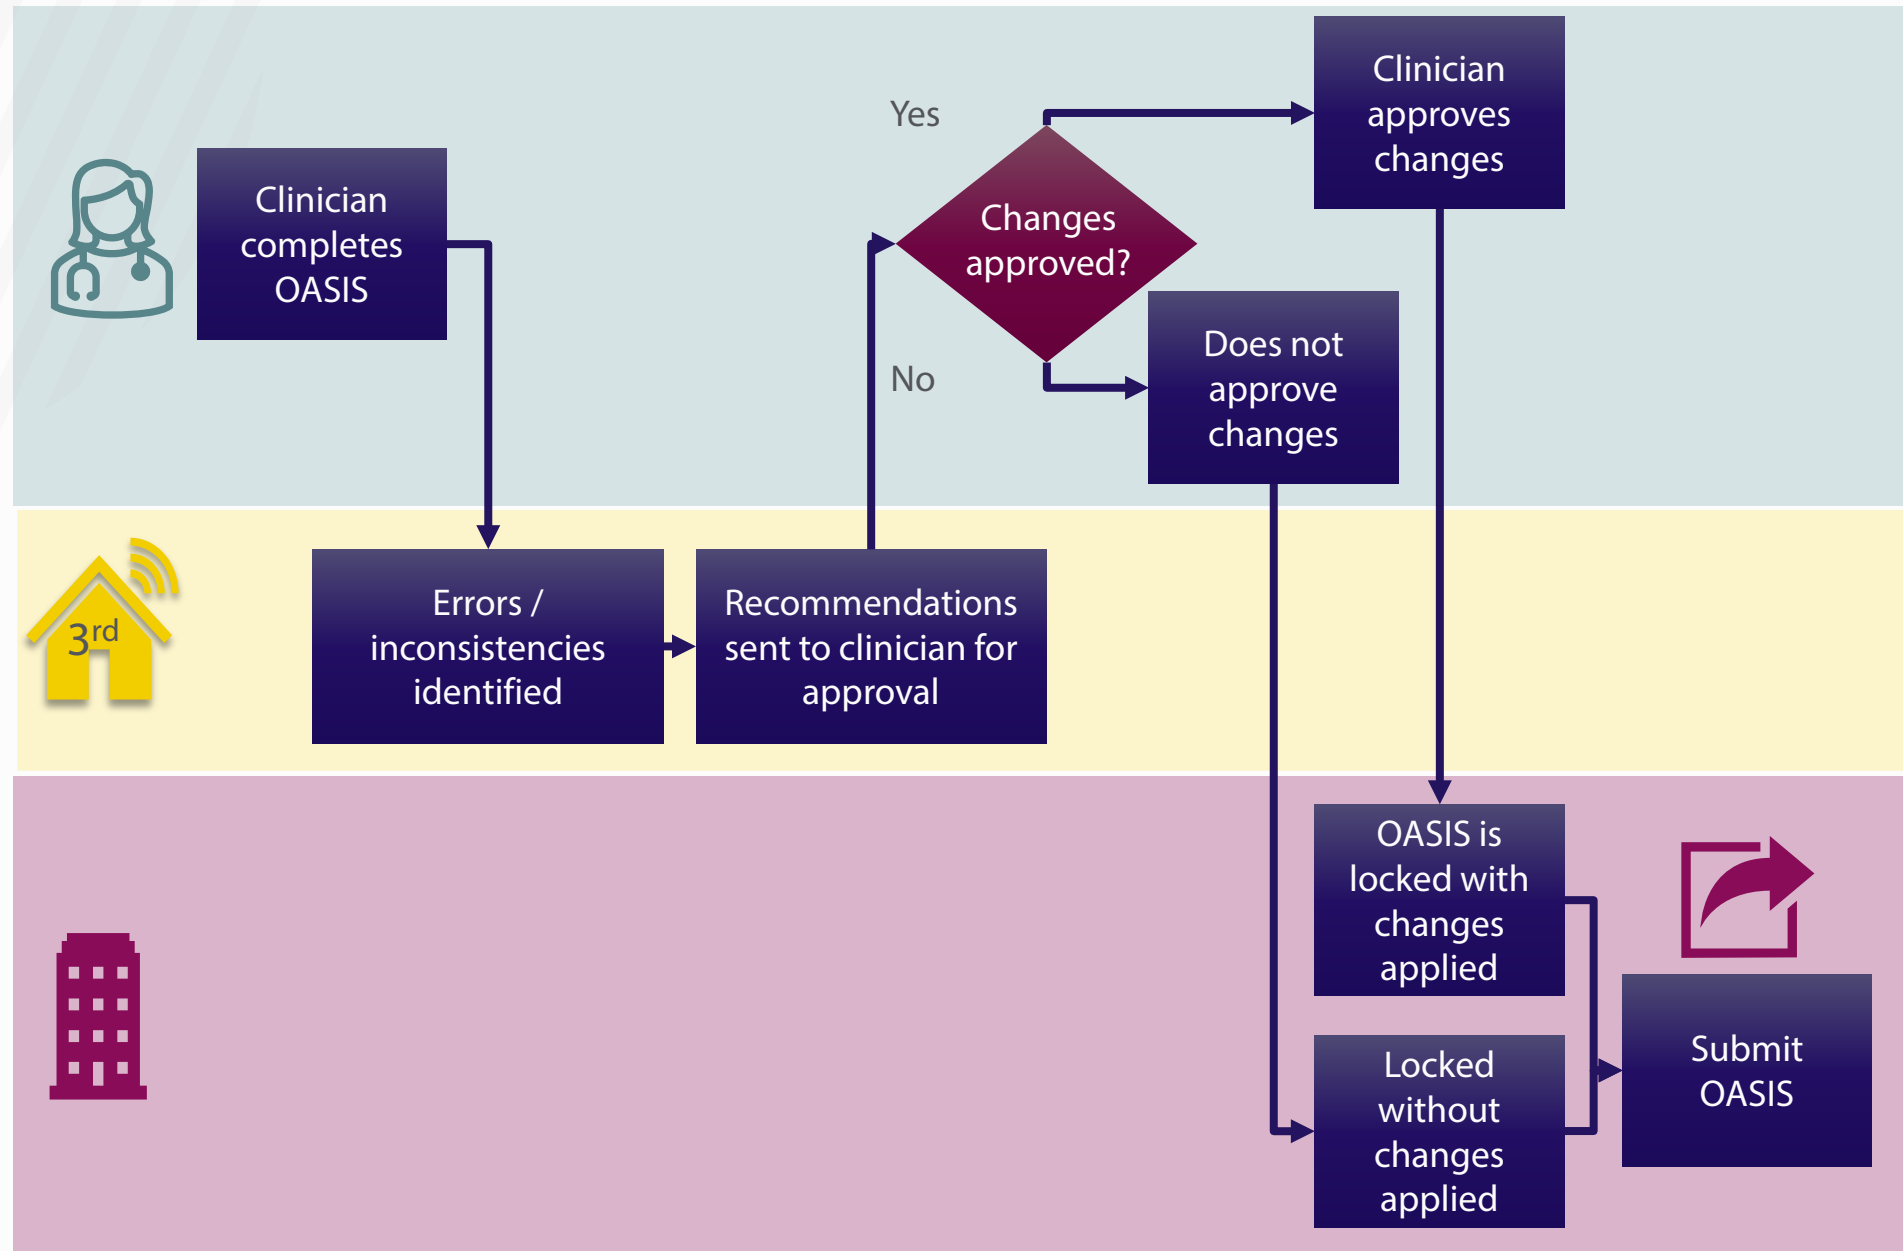 Clinician
completes
OASIS
Yes
Changes
approved?
No
Clinician
approves
changes
Does not
approve
changes
3rd
Errors /
inconsistencies
identified
Recommendations
sent to clinician for
approval
OASIS is
locked with
changes
applied
Locked
without
changes
applied
Submit
OASIS